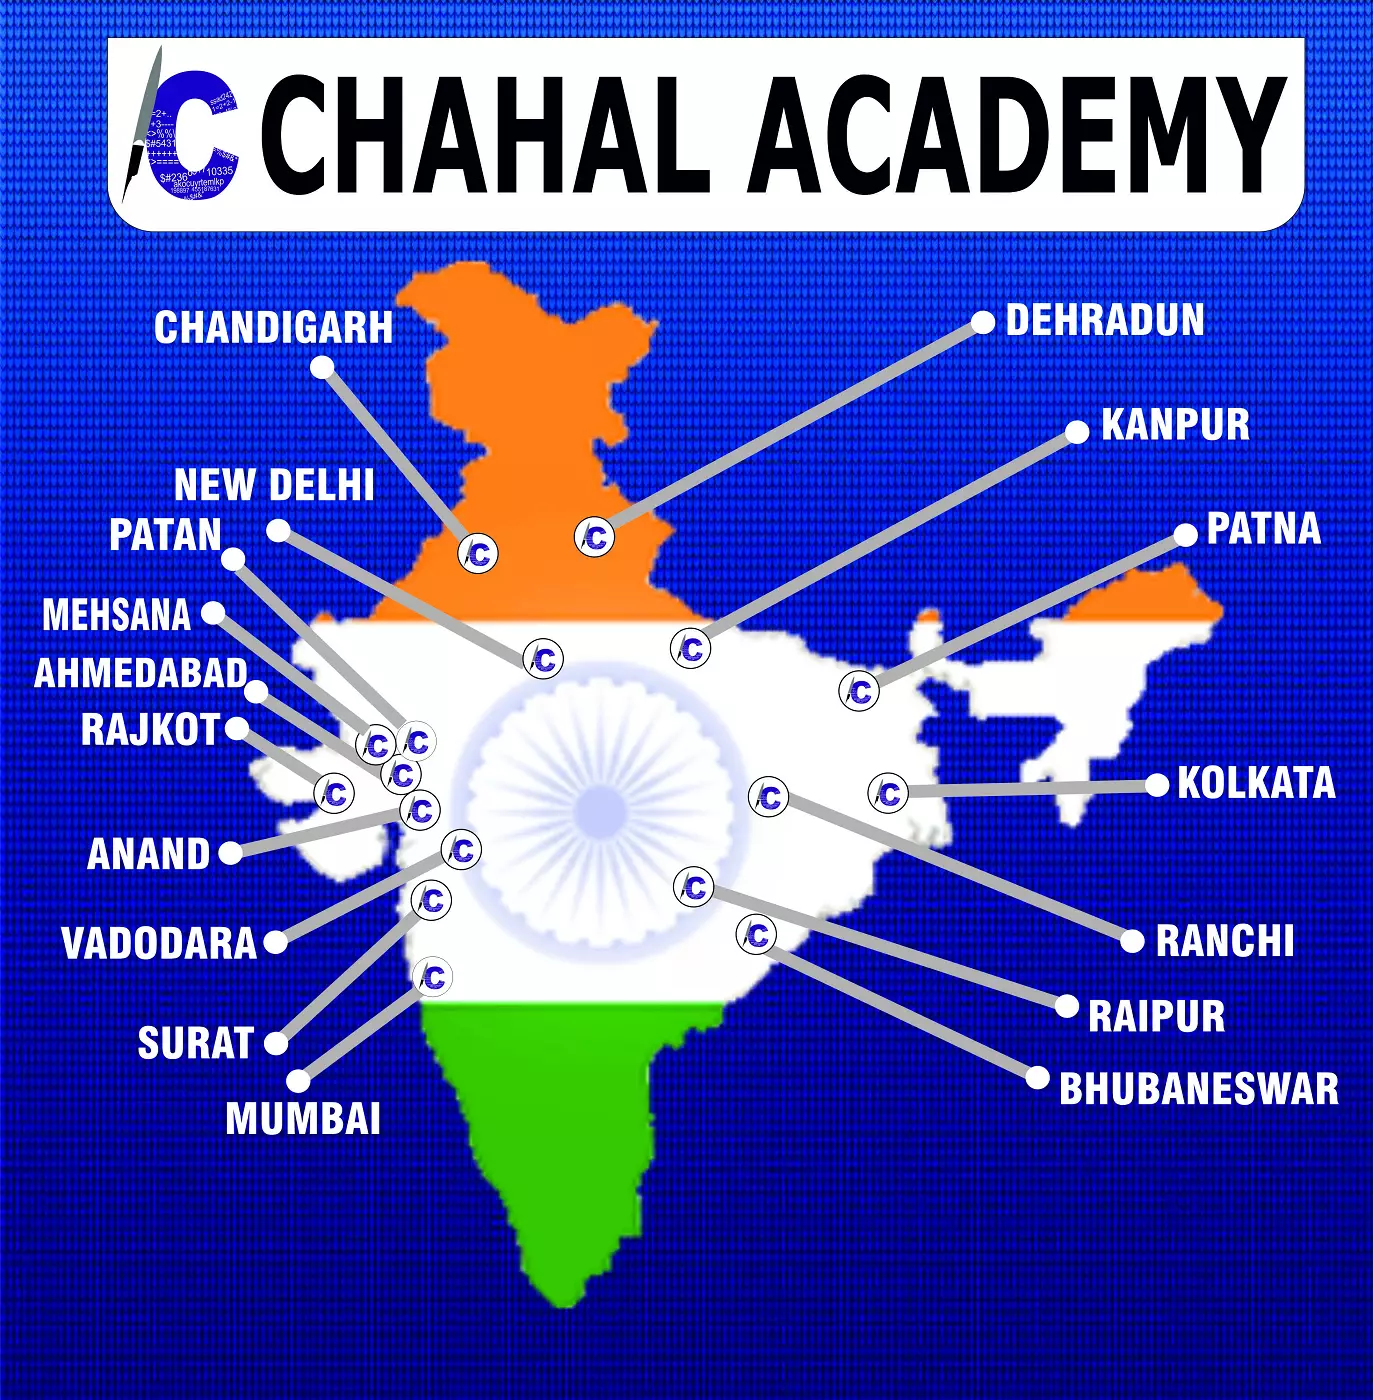 CHAHAL ACADEMY
CHANDIGARH
DEHRADUN
KANPUR
NEW DELHI
PATAN
PATNA
MEHSANA
AHMEDABAD
RAJKOT
KOLKATA
ANAND
VADODARA
RANCHI
RAIPUR
SURAT
BHUBANESWAR
MUMBAI